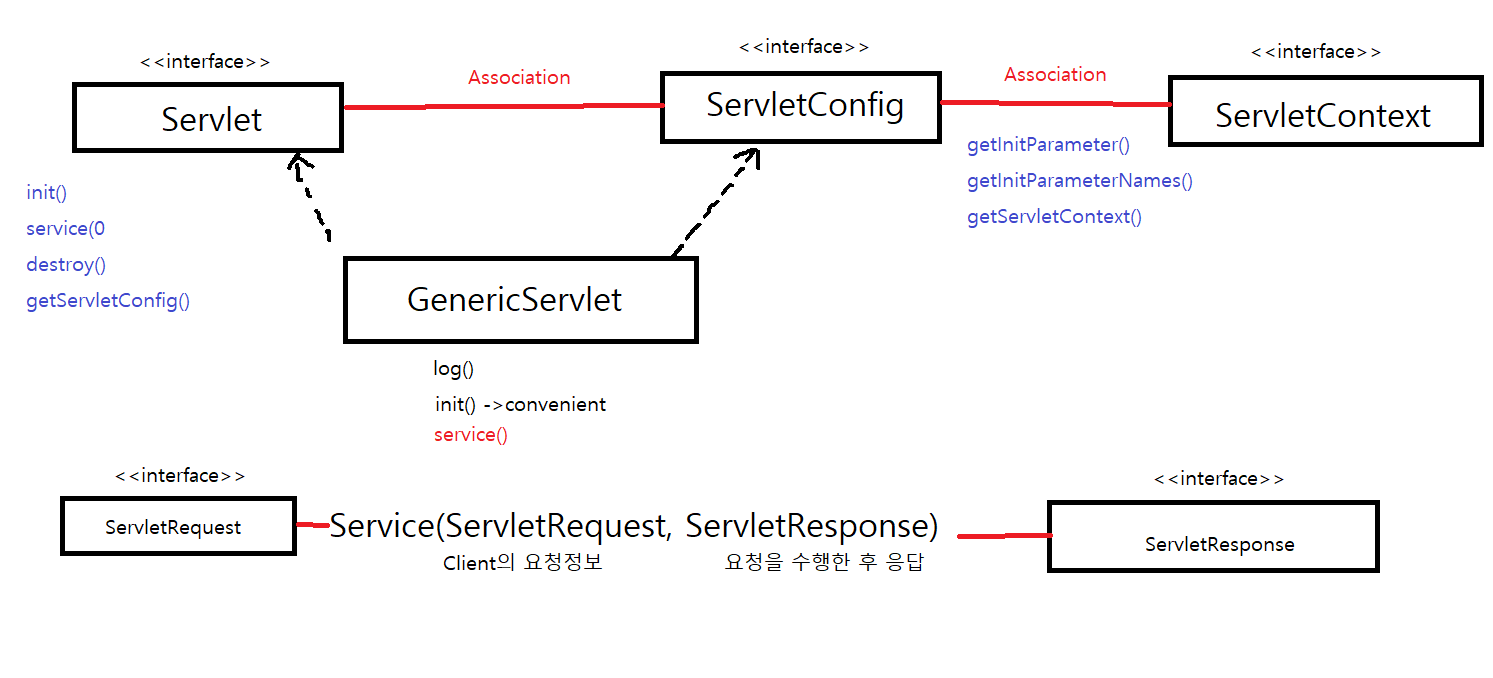 <<interface>>
Servlet
init()
service(0
destroy()
getServletConfig()
Association
<<interface>>
ServletConfig
Association
<<interface>>
ServletContext
getInitParameter()
getInitParameterNames()
getServletContext()
GenericServlet
log()
init() ->convenient
service()
<<interface>>
ServletRequest
Service(ServletRequest, ServletResponse)
Client의 요청정보
요청을 수행한 후 응답
<<interface>>
ServletResponse